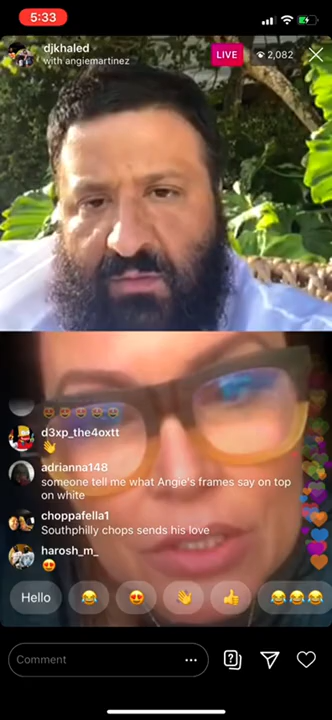 5:33
djkhaled
with angiemartinez
LIVE
2,082
d3xp_the4oxtt
👋
adrianna148
someone tell me what Angie's frames say on top
on white
choppafella1
Southphilly chops sends his love
harosh_m_
😍
Hello 😂 😍 👋 👍 😂😂😂
Comment